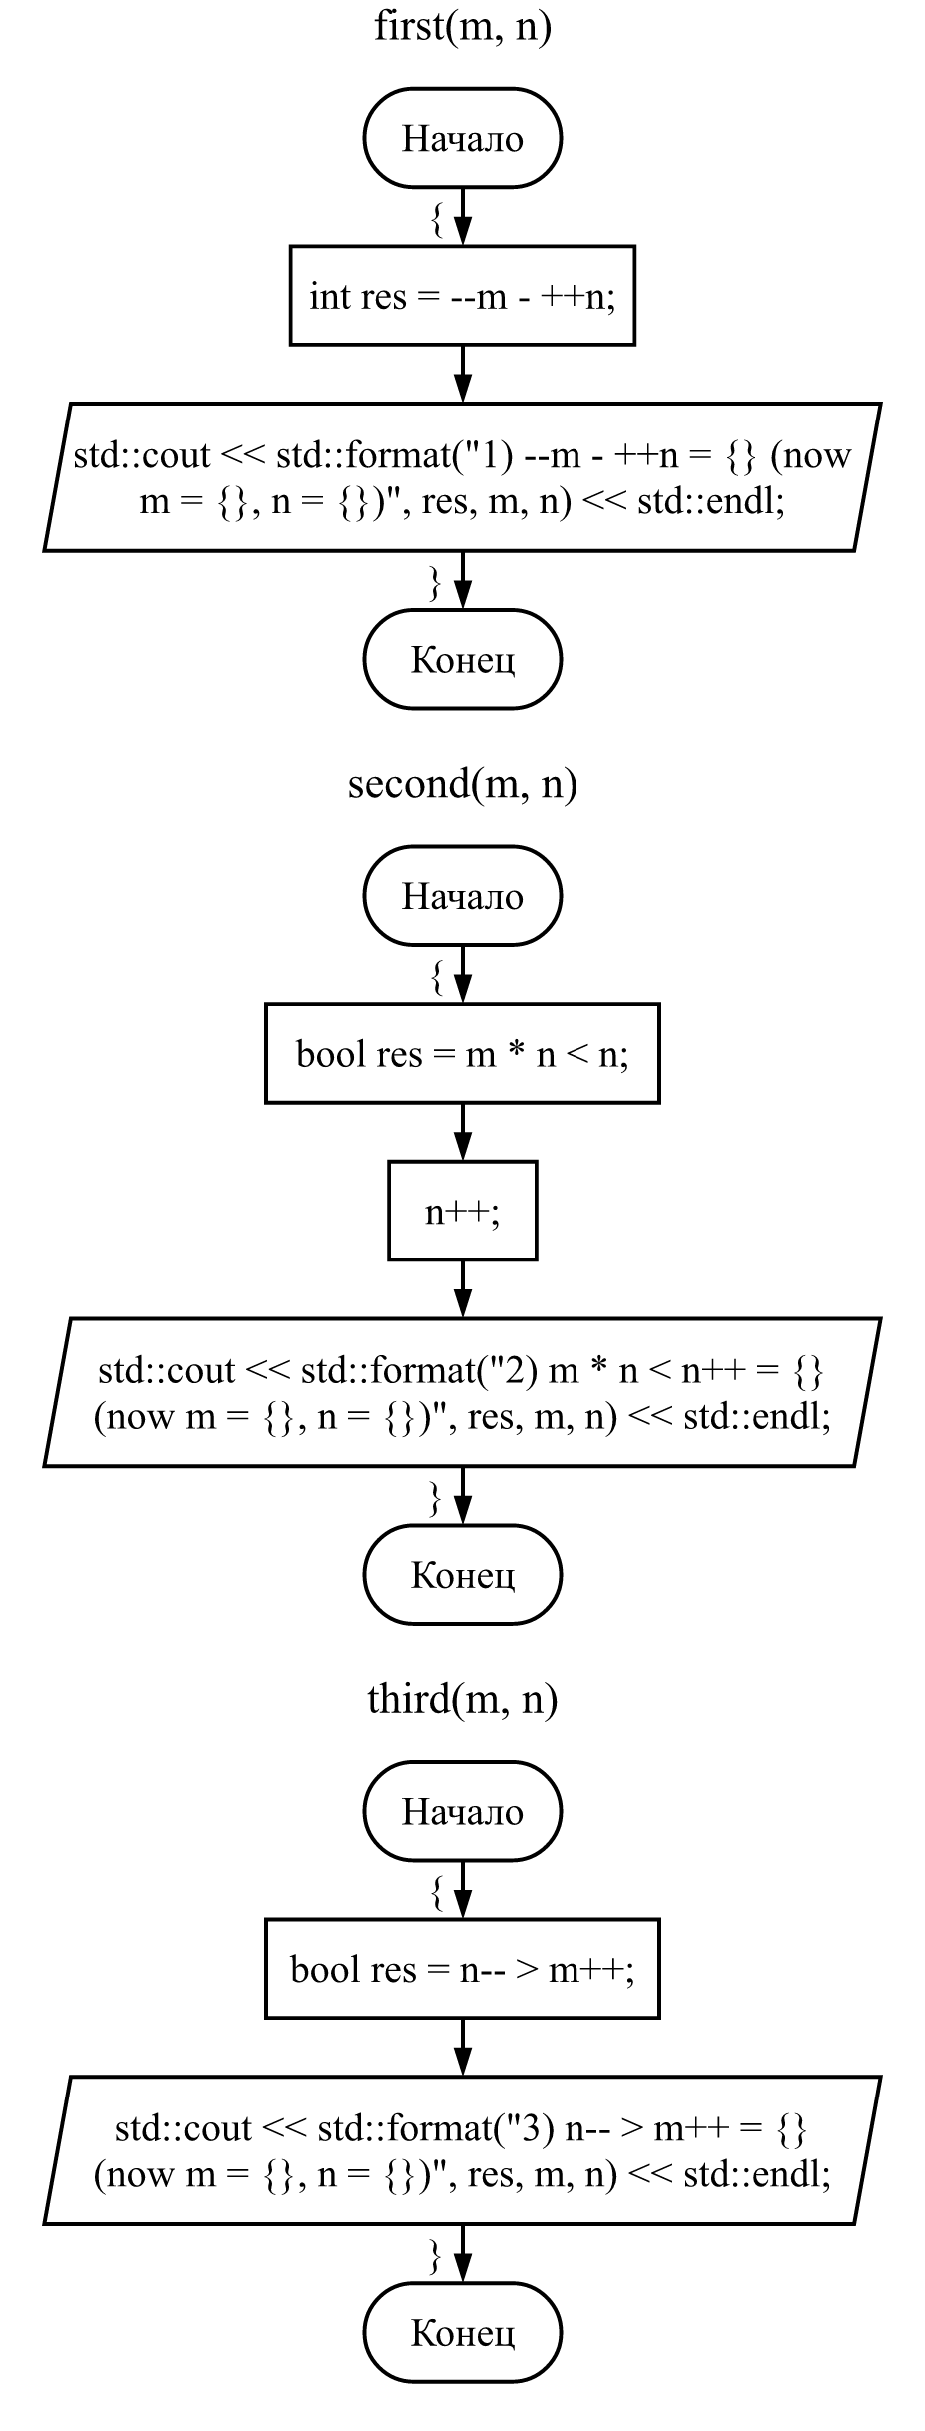 first(m, n)
Начало
{
int res = --m - ++n;
std::cout << std::format("1) --m - ++n = {} (now
m = {}, n = {})", res, m, n) << std::endl;
}
Конец
second(m, n)
Начало
{
bool res = m * n < n;
n++;
std::cout << std::format("2) m * n < n++ = {}
(now m = {}, n = {})", res, m, n) << std::endl;
}
Конец
third(m, n)
Начало
{
bool res = n-- > m++;
std::cout << std::format("3) n-- > m++ = {}
(now m = {}, n = {})", res, m, n) << std::endl;
}
Конец